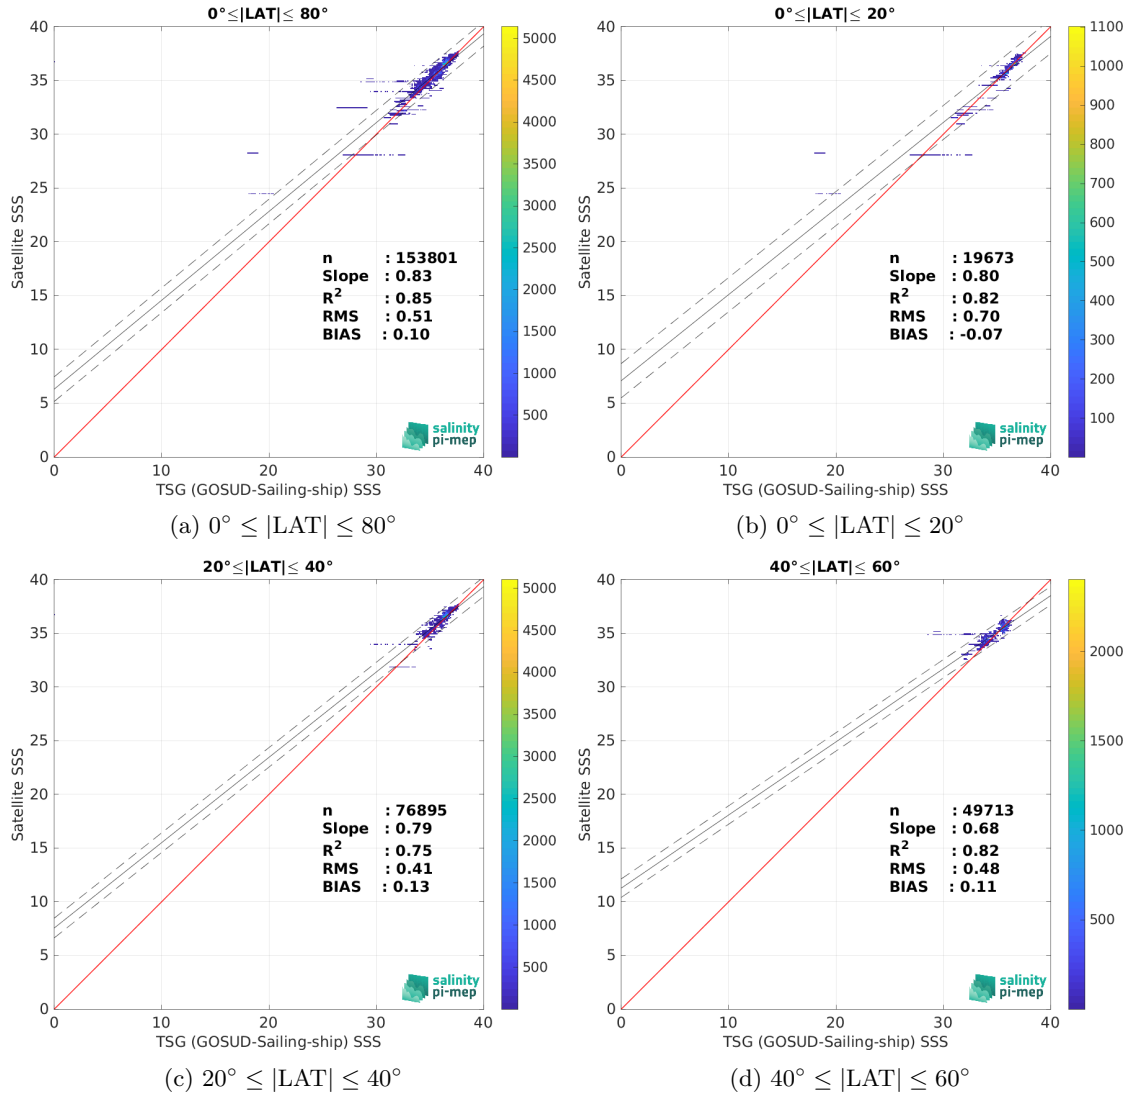 0°≤|LAT|≤ 80°
Satellite SSS
40
35
30
25
20
15
10
5
0
n : 153801
Slope : 0.83
R² : 0.85
RMS : 0.51
BIAS : 0.10
salinity
pi-mep
0 10 20 30 40
TSG (GOSUD-Sailing-ship) SSS
5000
4500
4000
3500
3000
2500
2000
1500
1000
500
(a) 0° ≤ |LAT| ≤ 80°
0°≤|LAT|≤ 20°
Satellite SSS
40
35
30
25
20
15
10
5
0
n : 19673
Slope : 0.80
R² : 0.82
RMS : 0.70
BIAS : -0.07
salinity
pi-mep
0 10 20 30 40
TSG (GOSUD-Sailing-ship) SSS
1100
1000
900
800
700
600
500
400
300
200
100
(b) 0° ≤ |LAT| ≤ 20°
20°≤|LAT|≤ 40°
Satellite SSS
40
35
30
25
20
15
10
5
0
n : 76895
Slope : 0.79
R² : 0.75
RMS : 0.41
BIAS : 0.13
salinity
pi-mep
0 10 20 30 40
TSG (GOSUD-Sailing-ship) SSS
5000
4500
4000
3500
3000
2500
2000
1500
1000
500
(c) 20° ≤ |LAT| ≤ 40°
40°≤|LAT|≤ 60°
Satellite SSS
40
35
30
25
20
15
10
5
0
n : 49713
Slope : 0.68
R² : 0.82
RMS : 0.48
BIAS : 0.11
salinity
pi-mep
0 10 20 30 40
TSG (GOSUD-Sailing-ship) SSS
2000
1500
1000
500
(d) 40° ≤ |LAT| ≤ 60°